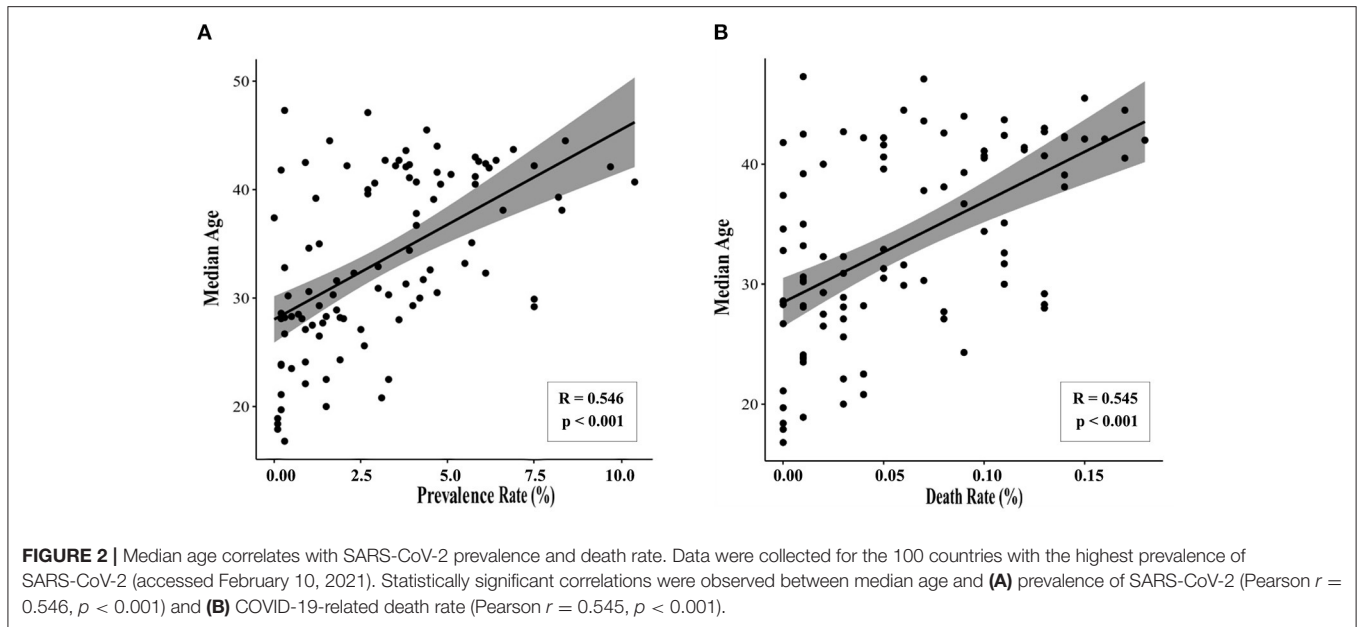 A
B
50
40
30
20
Median Age
R = 0.546
p < 0.001
0.00 2.5 5.0 7.5 10.0
Prevalence Rate (%)
40
30
20
Median Age
R = 0.545
p < 0.001
0.00 0.05 0.10 0.15
Death Rate (%)
FIGURE 2 | Median age correlates with SARS-CoV-2 prevalence and death rate. Data were collected for the 100 countries with the highest prevalence of
SARS-CoV-2 (accessed February 10, 2021). Statistically significant correlations were observed between median age and (A) prevalence of SARS-CoV-2 (Pearson r =
0.546, p < 0.001) and (B) COVID-19-related death rate (Pearson r = 0.545, p < 0.001).